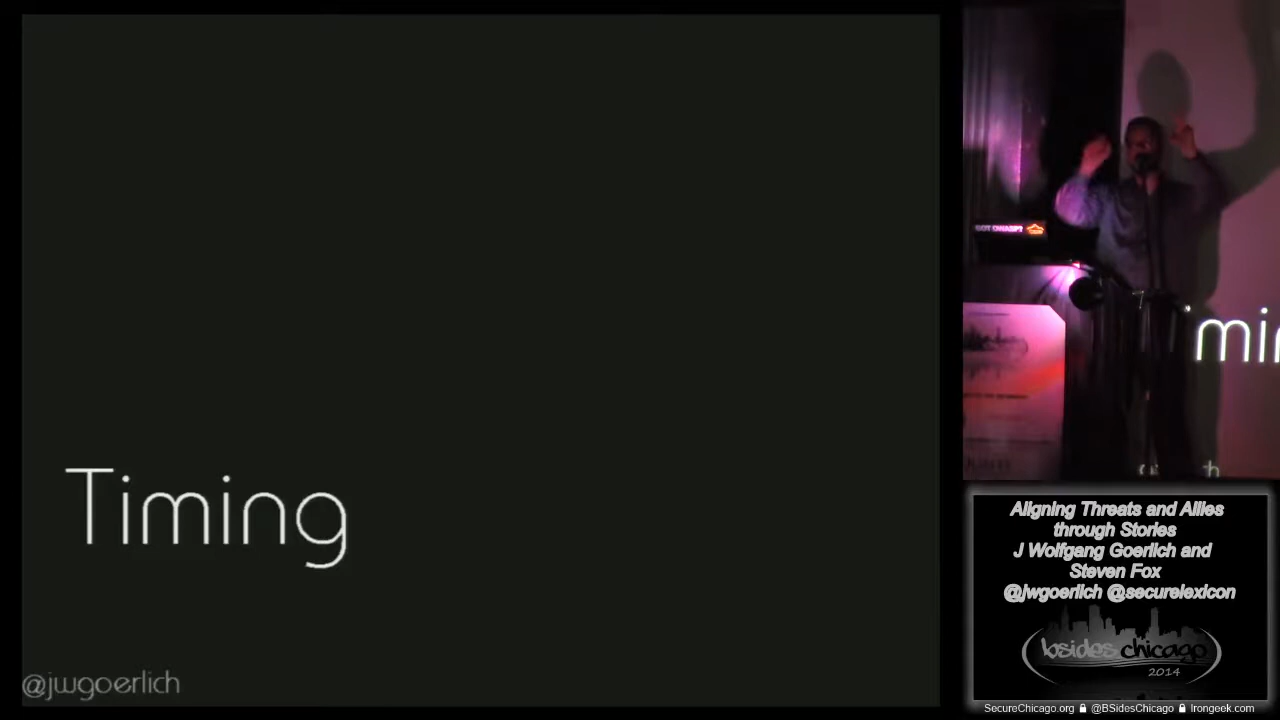 Timing
@jwgoerlich
min
Aligning Threats and Allies
through Stories
J Wolfgang Goerlich and
Steven Fox
@jwgoerlich @securelexicon
bsides chicago
2014
SecureChicago.org @BSidesChicago Irongeek.com